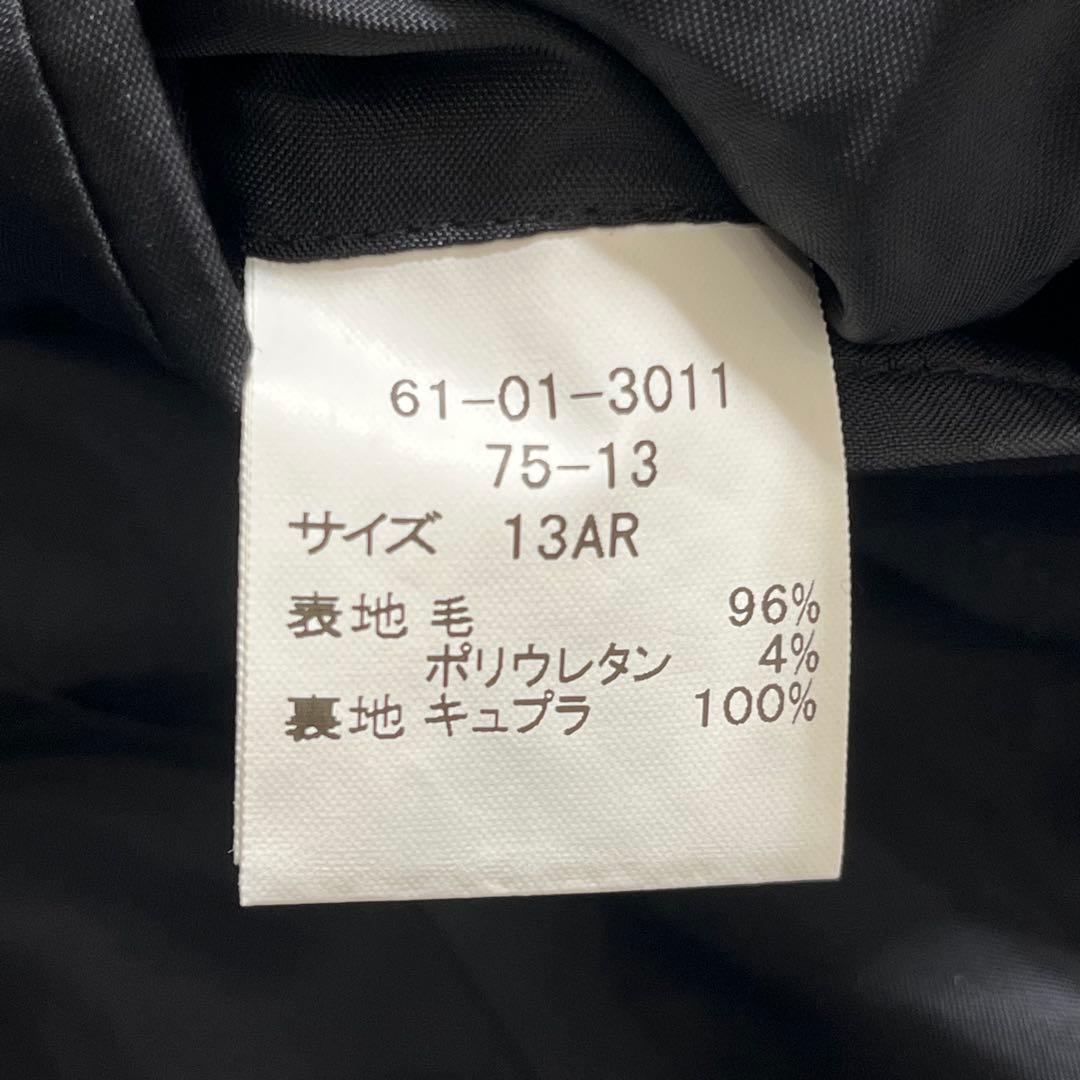 61-01-3011
75-13
サイズ 13AR
表地 毛 96%
ポリウレタン 4%
裏地 キュプラ 100%